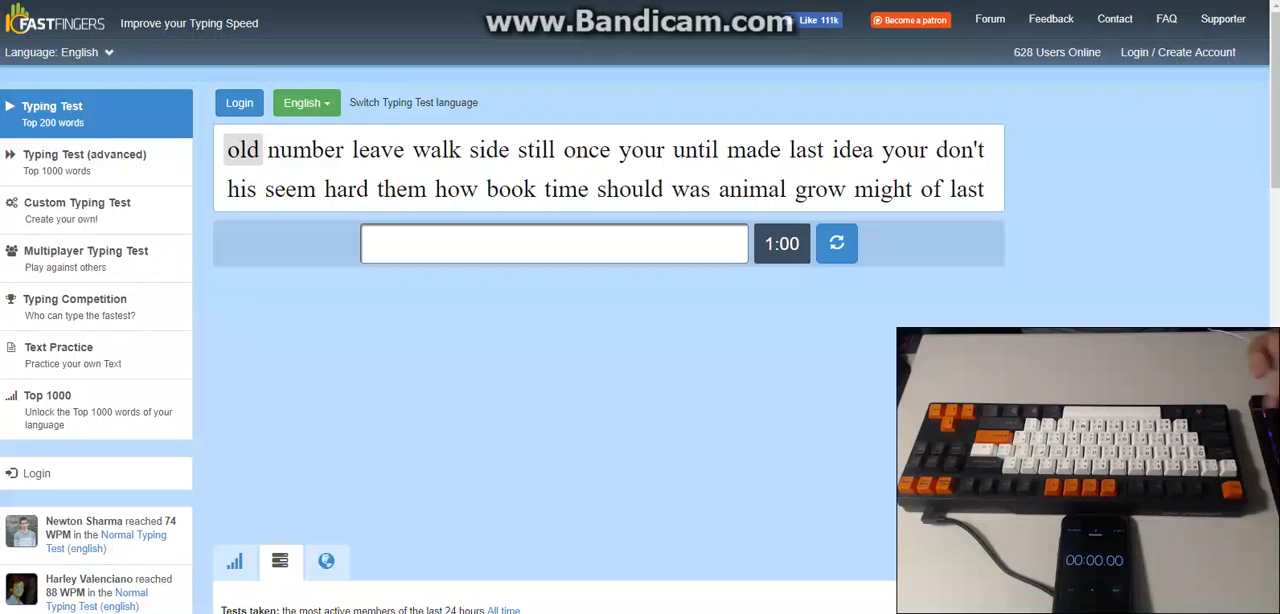 FASTFINGERS Improve your Typing Speed
www.Bandicam.com
Like 111k
Become a patron
Forum Feedback Contact FAQ Supporter
Language: English
628 Users Online Login / Create Account
Typing Test
Top 200 words
Typing Test (advanced)
Top 1000 words
Custom Typing Test
Create your own!
Multiplayer Typing Test
Play against others
Typing Competition
Who can type the fastest?
Text Practice
Practice your own Text
Top 1000
Unlock the Top 1000 words of your
language
Login
Newton Sharma reached 74
WPM in the Normal Typing
Test (english)
Harley Valenciano reached
88 WPM in the Normal
Typing Test (english)
Login English Switch Typing Test language
old number leave walk side still once your until made last idea your don't
his seem hard them how book time should was animal grow might of last
1:00
Tests taken: the most active members of the last 24 hours All time
00:00.00